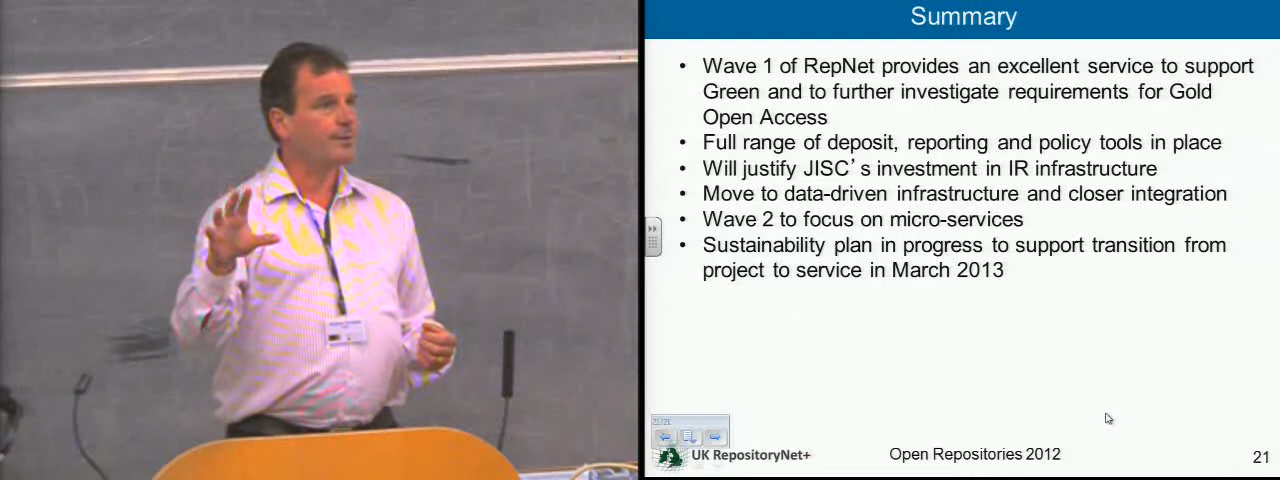 Summary
• Wave 1 of RepNet provides an excellent service to support
Green and to further investigate requirements for Gold
Open Access
• Full range of deposit, reporting and policy tools in place
• Will justify JISC's investment in IR infrastructure
• Move to data-driven infrastructure and closer integration
• Wave 2 to focus on micro-services
• Sustainability plan in progress to support transition from
project to service in March 2013
21/21
UK RepositoryNet+
Open Repositories 2012
21